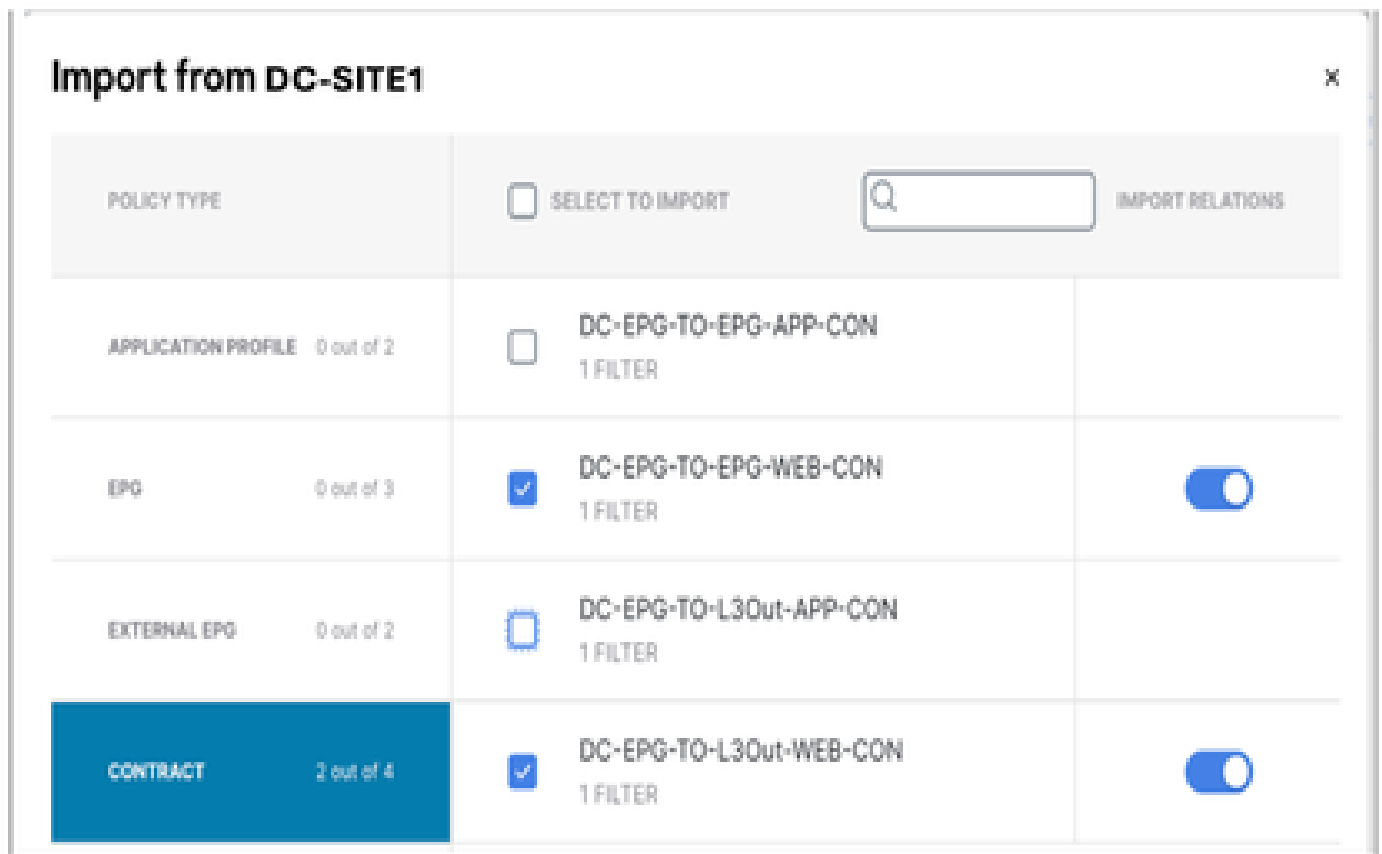 Import from DC-SITE1
x
POLICY TYPE
SELECT TO IMPORT
IMPORT RELATIONS
APPLICATION PROFILE 0 out of 2
DC-EPG-TO-EPG-APP-CON
1 FILTER
EPG 0 out of 3
DC-EPG-TO-EPG-WEB-CON
1 FILTER
EXTERNAL EPG 0 out of 2
DC-EPG-TO-L3Out-APP-CON
1 FILTER
CONTRACT 2 out of 4
DC-EPG-TO-L3Out-WEB-CON
1 FILTER